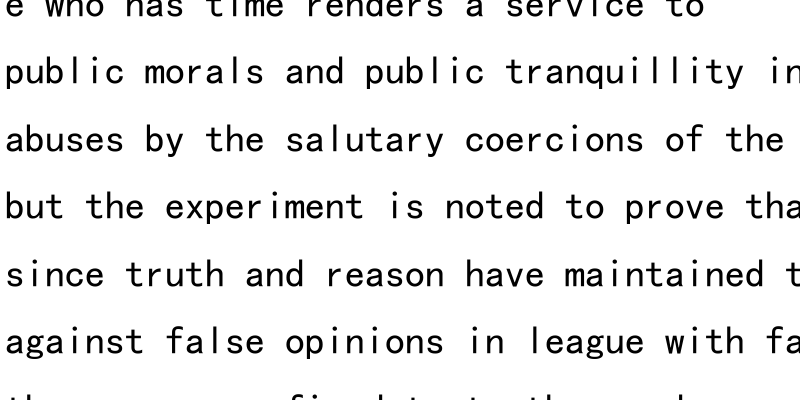 e who has time renders a service to
public morals and public tranquillity in
abuses by the salutary coercions of the
but the experiment is noted to prove tha
since truth and reason have maintained t
against false opinions in league with fa